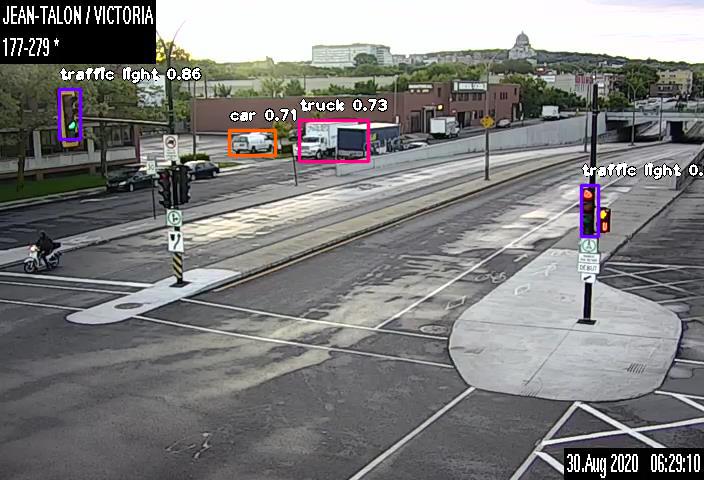 JEAN-TALON / VICTORIA
177-279 *
traffic light 0.86
car 0.71
truck 0.73
traffic light 0.
DÉBUT
30.Aug 2020 06:29:10